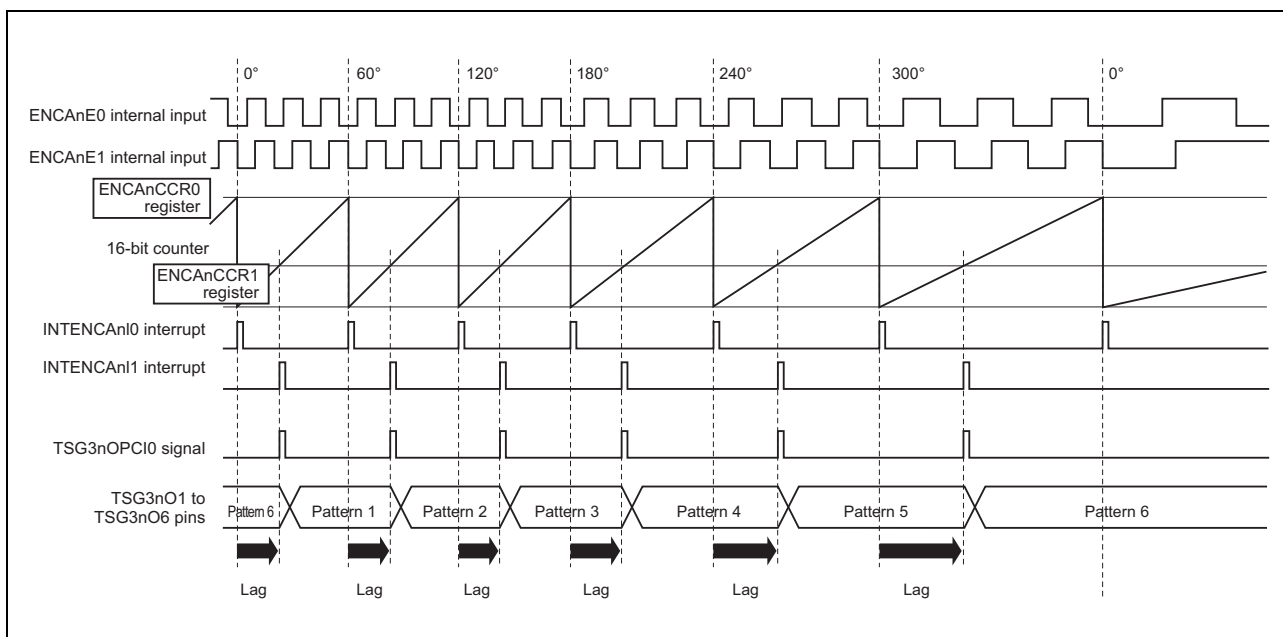 0° 60° 120° 180° 240° 300° 0°
ENCAnE0 internal input
ENCAnE1 internal input
ENCAnCCR0
register
16-bit counter
ENCAnCCR1
register
INTENCAnI0 interrupt
INTENCAnI1 interrupt
TSG3nOPCI0 signal
TSG3nO1 to
TSG3nO6 pins
Pattern 6 Pattern 1 Pattern 2 Pattern 3 Pattern 4 Pattern 5 Pattern 6
Lag Lag Lag Lag Lag Lag